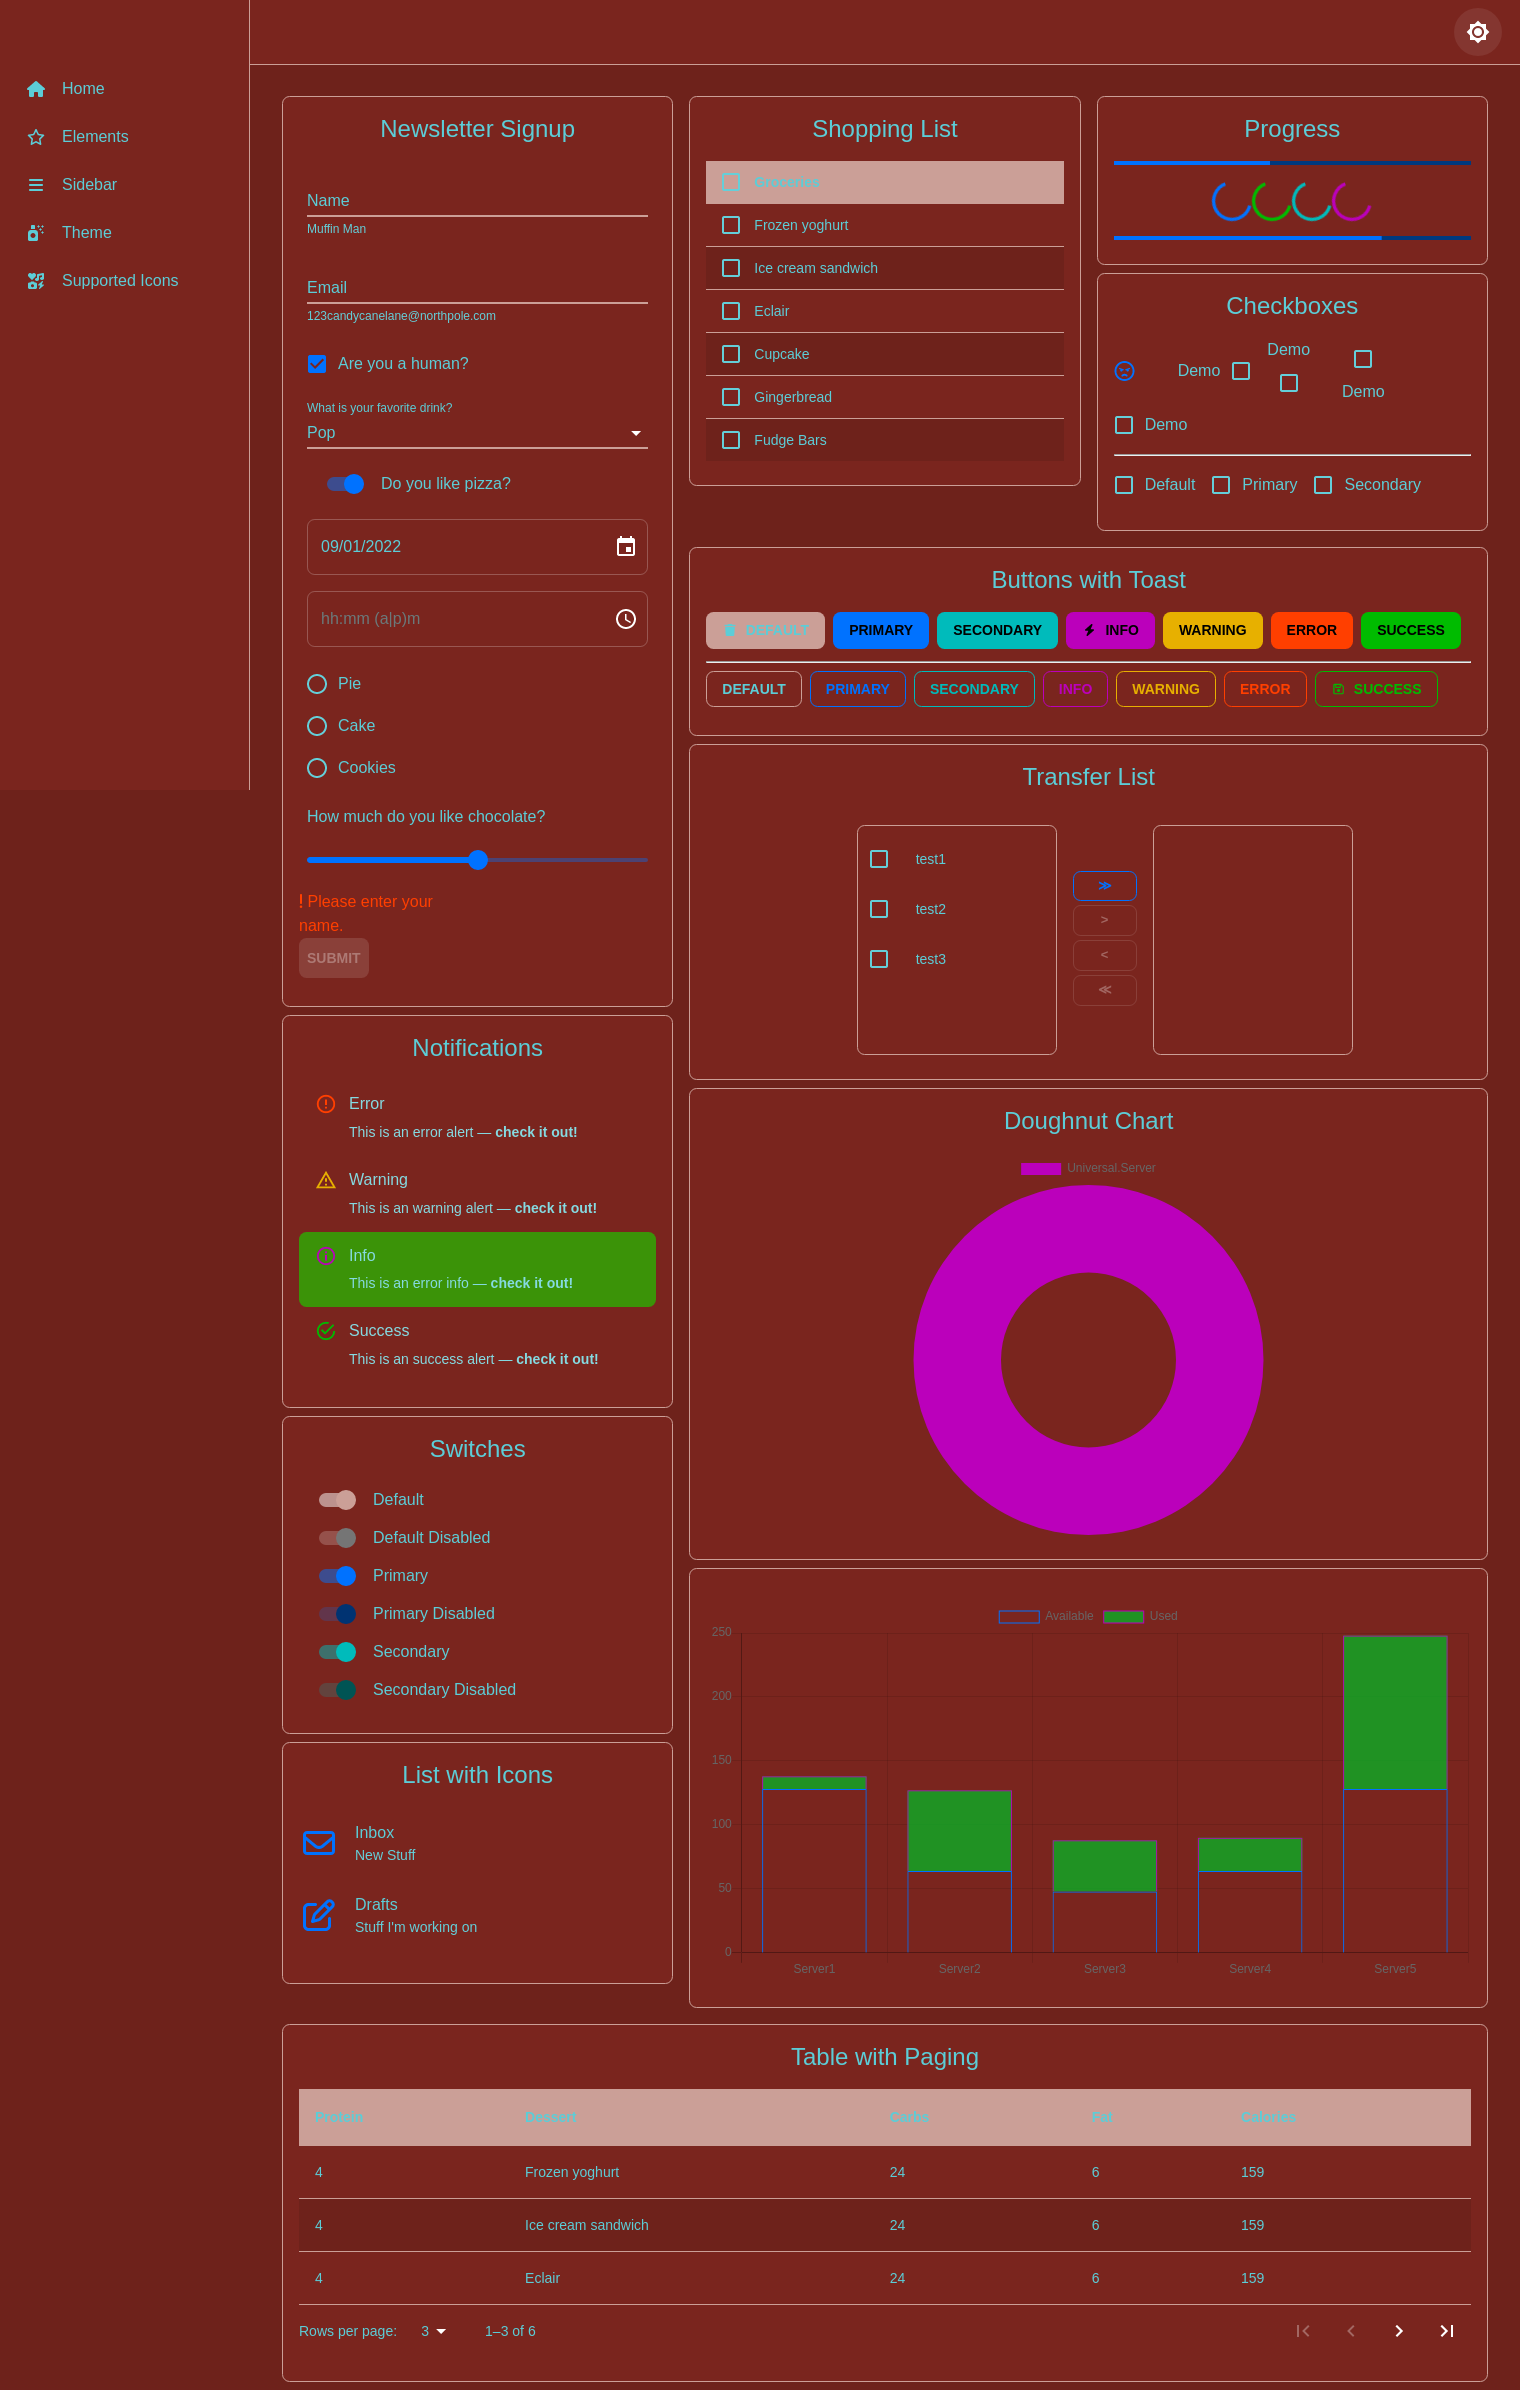 Home
Elements
Sidebar
Theme
Supported Icons
Newsletter Signup
Name
Muffin Man
Email
123candycanelane@northpole.com
Are you a human?
What is your favorite drink?
Pop
Do you like pizza?
09/01/2022
hh:mm (a|p)m
Pie
Cake
Cookies
How much do you like chocolate?
! Please enter your
name.
SUBMIT
Notifications
Error
This is an error alert — check it out!
Warning
This is an warning alert — check it out!
Info
This is an error info — check it out!
Success
This is an success alert — check it out!
Switches
Default
Default Disabled
Primary
Primary Disabled
Secondary
Secondary Disabled
List with Icons
Inbox
New Stuff
Drafts
Stuff I'm working on
Shopping List
Groceries
Frozen yoghurt
Ice cream sandwich
Eclair
Cupcake
Gingerbread
Fudge Bars
Progress
Checkboxes
Demo
Demo
Demo
Demo
Default Primary Secondary
Buttons with Toast
DEFAULT PRIMARY SECONDARY INFO WARNING ERROR SUCCESS
DEFAULT PRIMARY SECONDARY INFO WARNING ERROR SUCCESS
Transfer List
test1
test2
test3
≫
>
<
≪
Doughnut Chart
Universal.Server
Available Used
250
200
150
100
50
0
Server1 Server2 Server3 Server4 Server5
Table with Paging
Protein Dessert Carbs Fat Calories
4 Frozen yoghurt 24 6 159
4 Ice cream sandwich 24 6 159
4 Eclair 24 6 159
Rows per page: 3 1–3 of 6